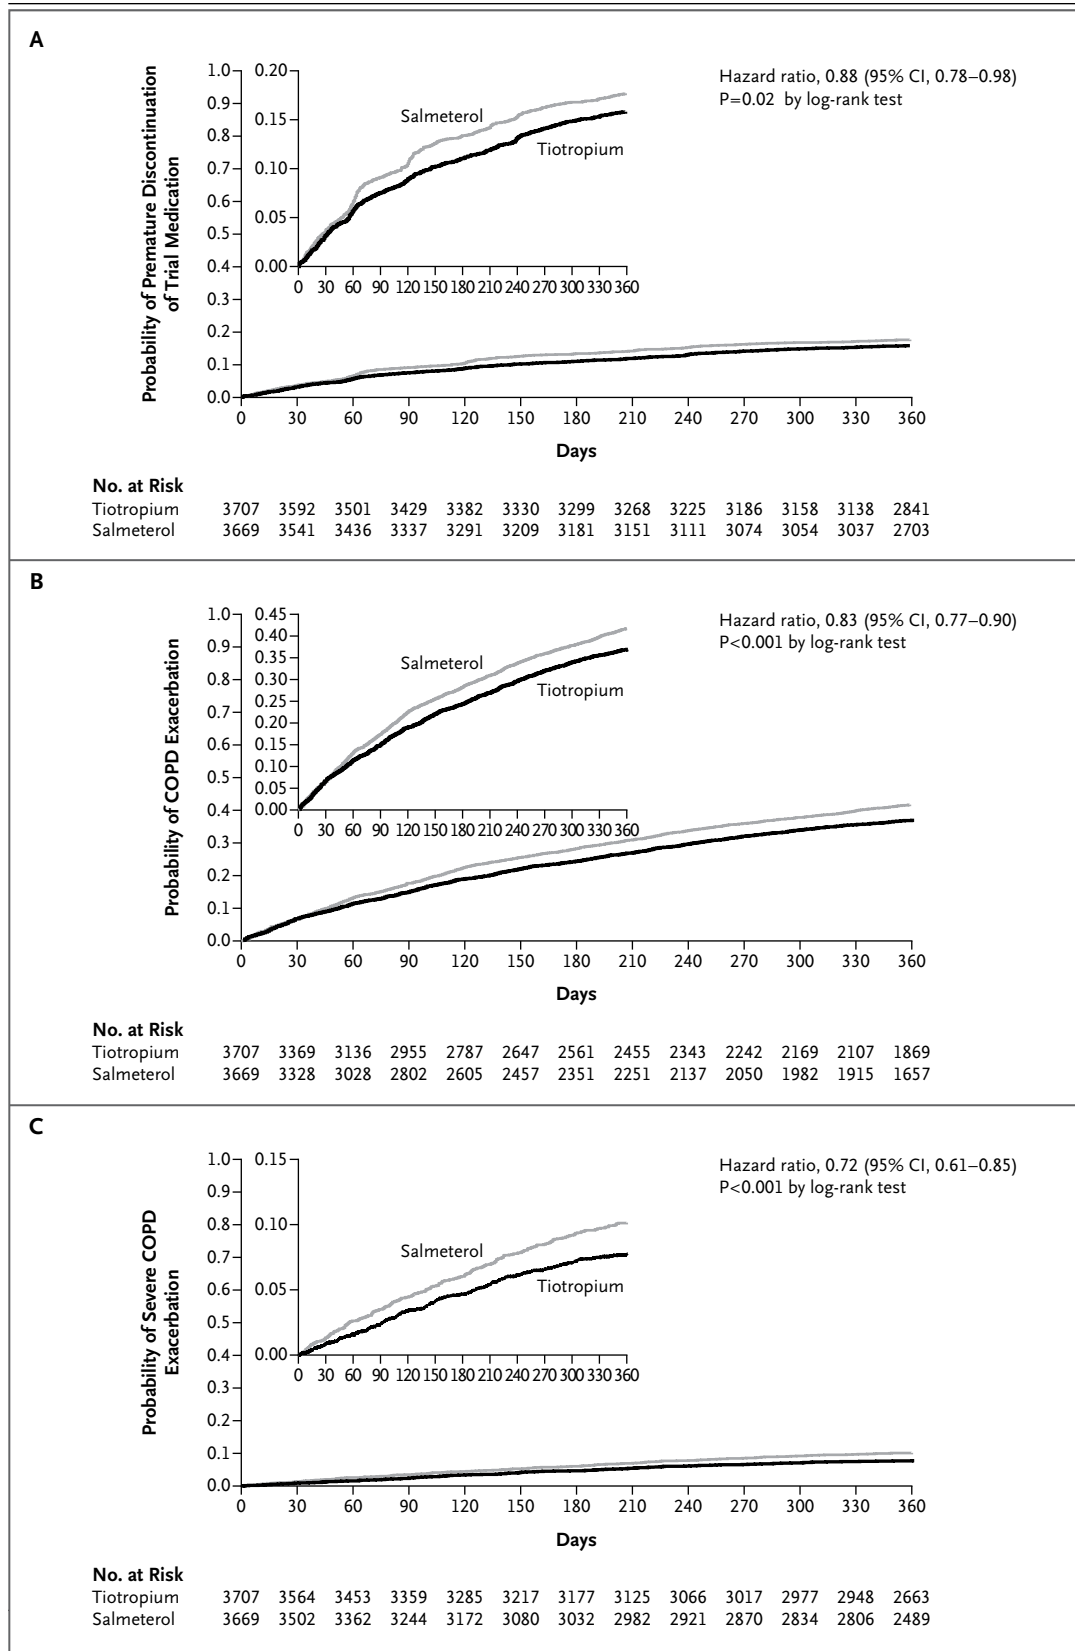 A
Probability of Premature Discontinuation
of Trial Medication
1.0
0.9
0.8
0.7
0.6
0.5
0.4
0.3
0.2
0.1
0.0
0.20
0.15
0.10
0.05
0.00
Salmeterol
Tiotropium
0 30 60 90 120 150 180 210 240 270 300 330 360
Hazard ratio, 0.88 (95% CI, 0.78–0.98)
P=0.02 by log-rank test
0 30 60 90 120 150 180 210 240 270 300 330 360
Days
No. at Risk
Tiotropium 3707 3592 3501 3429 3382 3330 3299 3268 3225 3186 3158 3138 2841
Salmeterol 3669 3541 3436 3337 3291 3209 3181 3151 3111 3074 3054 3037 2703
B
Probability of COPD Exacerbation
1.0
0.9
0.8
0.7
0.6
0.5
0.4
0.3
0.2
0.1
0.0
0.45
0.40
0.35
0.30
0.25
0.20
0.15
0.10
0.05
0.00
Salmeterol
Tiotropium
0 30 60 90 120 150 180 210 240 270 300 330 360
Hazard ratio, 0.83 (95% CI, 0.77–0.90)
P<0.001 by log-rank test
0 30 60 90 120 150 180 210 240 270 300 330 360
Days
No. at Risk
Tiotropium 3707 3369 3136 2955 2787 2647 2561 2455 2343 2242 2169 2107 1869
Salmeterol 3669 3328 3028 2802 2605 2457 2351 2251 2137 2050 1982 1915 1657
C
Probability of Severe COPD
Exacerbation
1.0
0.9
0.8
0.7
0.6
0.5
0.4
0.3
0.2
0.1
0.0
0.15
0.10
0.05
0.00
Salmeterol
Tiotropium
0 30 60 90 120 150 180 210 240 270 300 330 360
Hazard ratio, 0.72 (95% CI, 0.61–0.85)
P<0.001 by log-rank test
0 30 60 90 120 150 180 210 240 270 300 330 360
Days
No. at Risk
Tiotropium 3707 3564 3453 3359 3285 3217 3177 3125 3066 3017 2977 2948 2663
Salmeterol 3669 3502 3362 3244 3172 3080 3032 2982 2921 2870 2834 2806 2489